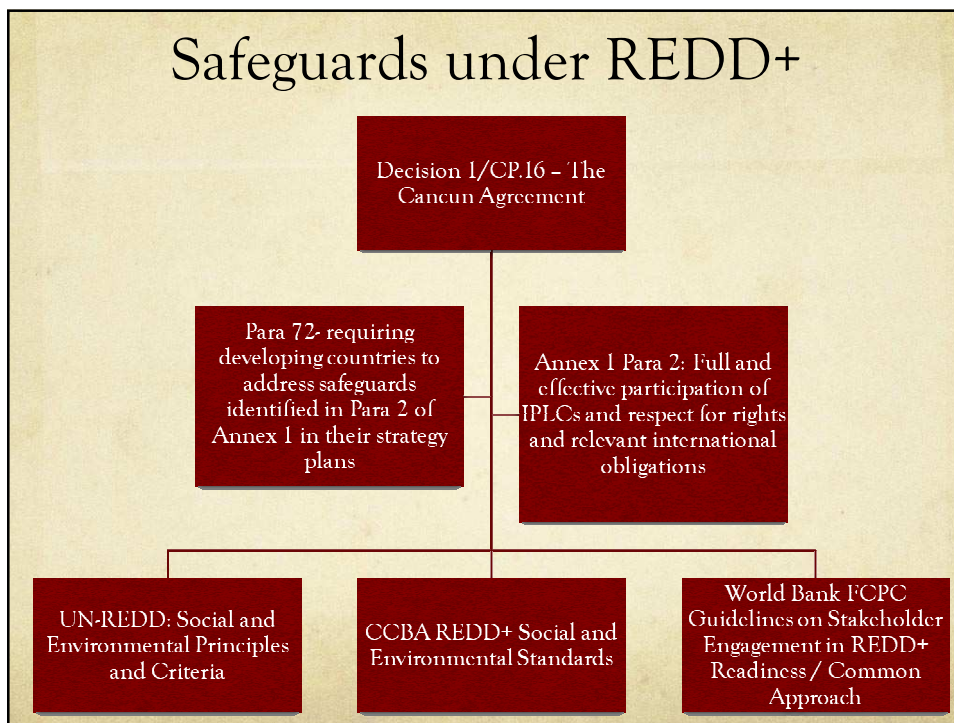 Safeguards under REDD+
Decision 1/CP.16 – The
Cancun Agreement
Para 72- requiring
developing countries to
address safeguards
identified in Para 2 of
Annex 1 in their strategy
plans
Annex 1 Para 2: Full and
effective participation of
IPLCs and respect for rights
and relevant international
obligations
UN-REDD: Social and
Environmental Principles
and Criteria
CCBA REDD+ Social and
Environmental Standards
World Bank FCPC
Guidelines on Stakeholder
Engagement in REDD+
Readiness / Common
Approach